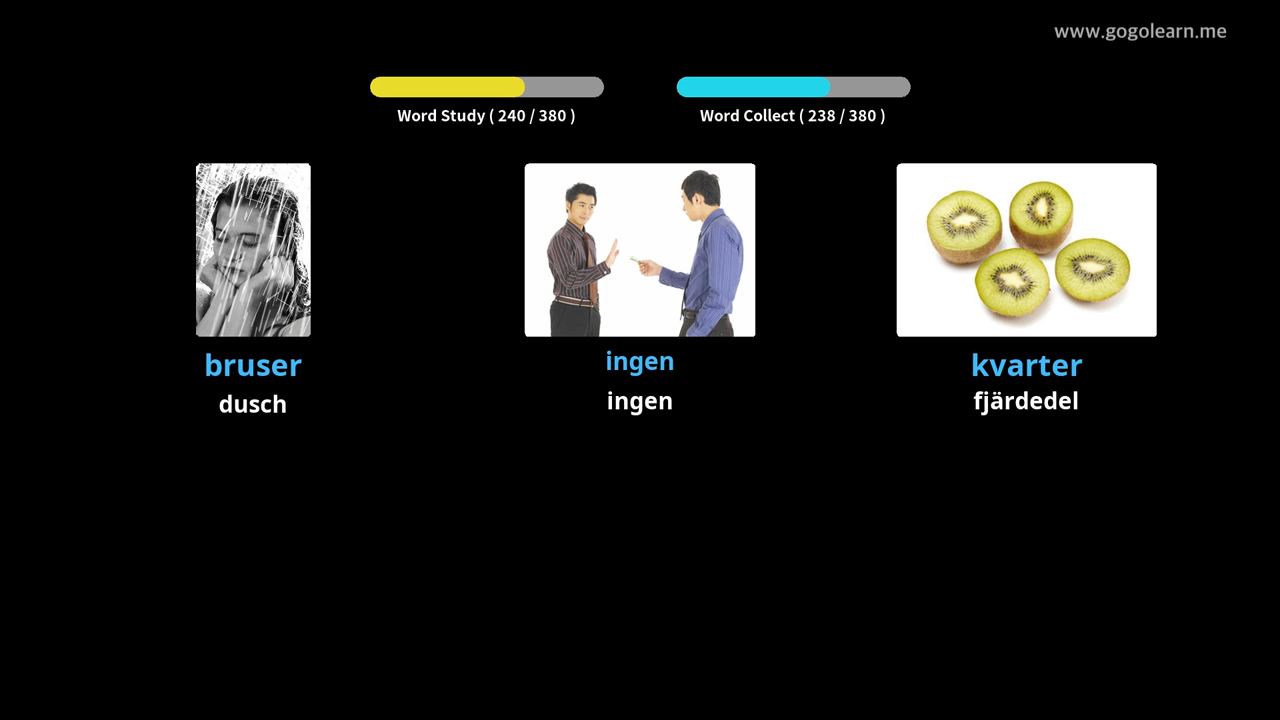 www.gogolearn.me
Word Study ( 240 / 380 )
Word Collect ( 238 / 380 )
bruser
dusch
ingen
ingen
kvarter
fjärdedel